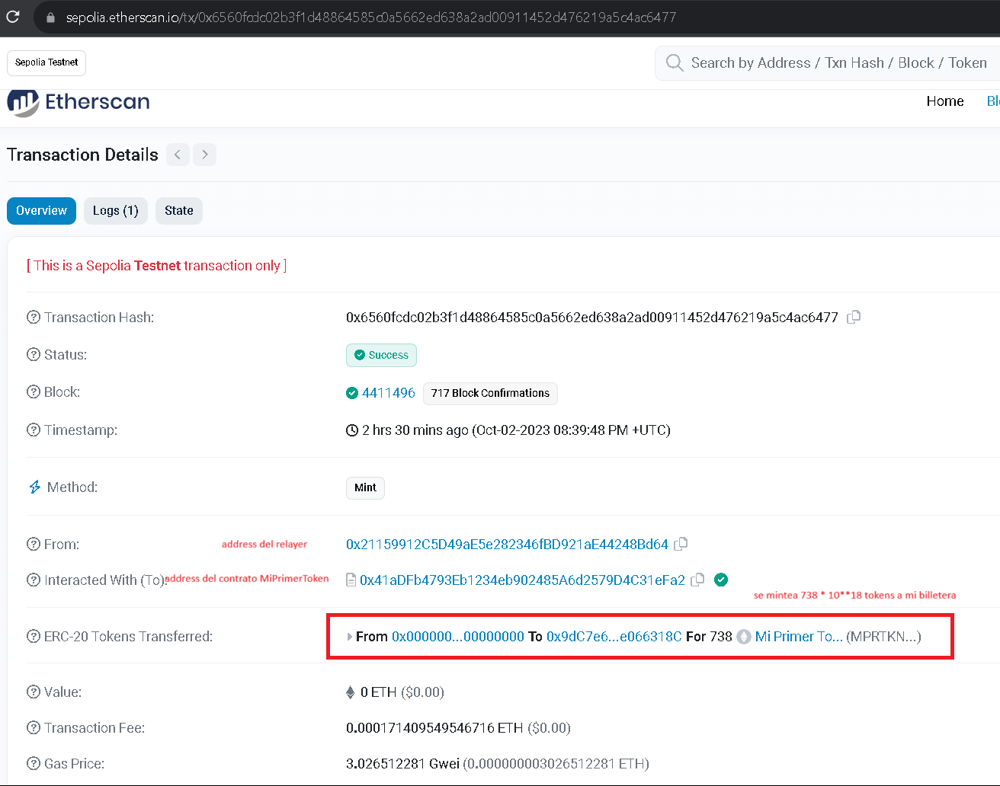 sepolia.etherscan.io/tx/0x6560fcdc02b3f1d48864585c0a5662ed638a2ad00911452d476219a5c4ac6477
Sepolia Testnet
Search by Address / Txn Hash / Block / Token
Etherscan
Home
Bl
Transaction Details
Overview
Logs (1)
State
[ This is a Sepolia Testnet transaction only ]
Transaction Hash:
0x6560fcdc02b3f1d48864585c0a5662ed638a2ad00911452d476219a5c4ac6477
Status:
Success
Block:
4411496
717 Block Confirmations
Timestamp:
2 hrs 30 mins ago (Oct-02-2023 08:39:48 PM +UTC)
Method:
Mint
From:
address del relayer
0x21159912C5D49aE5e282346fBD921aE44248Bd64
Interacted With (To):
address del contrato MiPrimerToken
0x41aDFb4793Eb1234eb902485A6d2579D4C31eFa2
se mintea 738 * 10**18 tokens a mi billetera
ERC-20 Tokens Transferred:
From 0x000000...00000000 To 0x9dC7e6...e066318C For 738 Mi Primer To... (MPRTKN...)
Value:
0 ETH ($0.00)
Transaction Fee:
0.000171409549546716 ETH ($0.00)
Gas Price:
3.026512281 Gwei (0.000000003026512281 ETH)